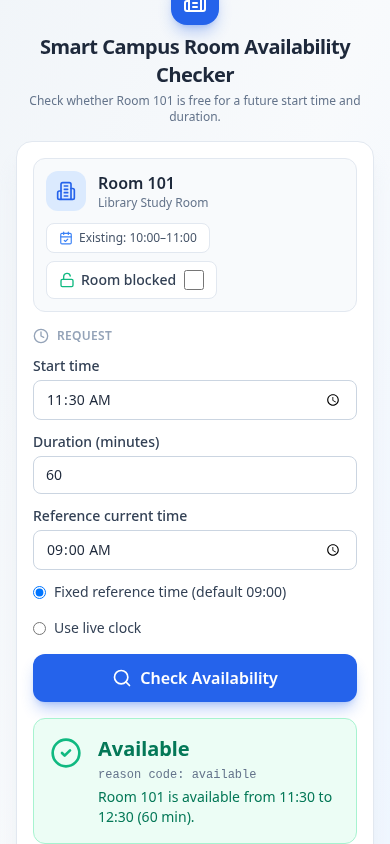 Smart Campus Room Availability
Checker
Check whether Room 101 is free for a future start time and
duration.
Room 101
Library Study Room
Existing: 10:00–11:00
Room blocked
REQUEST
Start time
11:30 AM
Duration (minutes)
60
Reference current time
09:00 AM
Fixed reference time (default 09:00)
Use live clock
Check Availability
Available
reason code: available
Room 101 is available from 11:30 to
12:30 (60 min).